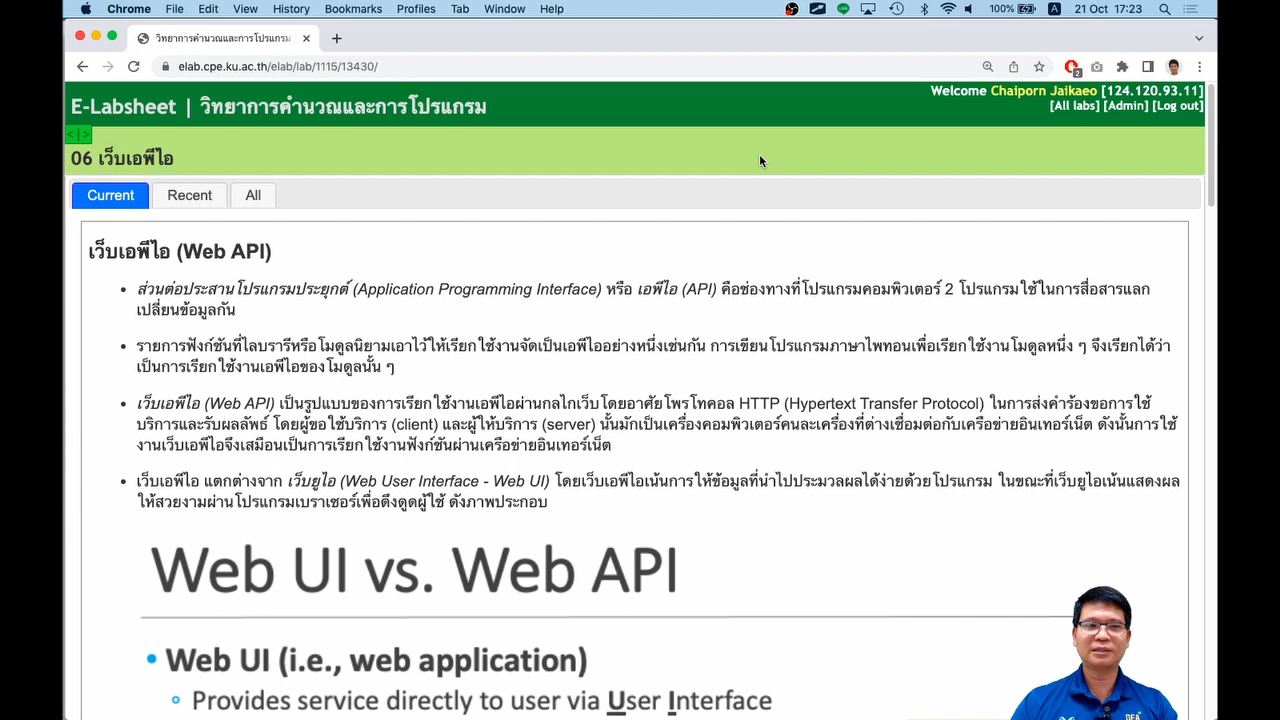 Chrome File Edit View History Bookmarks Profiles Tab Window Help 100% A 21 Oct 17:23
วิทยาการคำนวณและการโปรแกรม
elab.cpe.ku.ac.th/elab/lab/1115/13430/ 2
Welcome Chaiporn Jaikaeo [124.120.93.11]
E-Labsheet | วิทยาการคำนวณและการโปรแกรม
[All labs] [Admin] [Log out]
<|>
06 เว็บเอพีไอ
Current Recent All
เว็บเอพีไอ (Web API)
• ส่วนต่อประสานโปรแกรมประยุกต์ (Application Programming Interface) หรือ เอพีไอ (API) คือช่องทางที่โปรแกรมคอมพิวเตอร์ 2 โปรแกรมใช้ในการสื่อสารแลก
เปลี่ยนข้อมูลกัน
• รายการฟังก์ชันที่ไลบรารีหรือโมดูลนิยามเอาไว้ให้เรียกใช้งานจัดเป็นเอพีไออย่างหนึ่งเช่นกัน การเขียนโปรแกรมภาษาไพทอนเพื่อเรียกใช้งานโมดูลหนึ่ง ๆ จึงเรียกได้ว่า
เป็นการเรียกใช้งานเอพีไอของโมดูลนั้น ๆ
• เว็บเอพีไอ (Web API) เป็นรูปแบบของการเรียกใช้งานเอพีไอผ่านกลไกเว็บโดยอาศัยโพรโทคอล HTTP (Hypertext Transfer Protocol) ในการส่งคำร้องขอการใช้
บริการและรับผลลัพธ์ โดยผู้ขอใช้บริการ (client) และผู้ให้บริการ (server) นั้นมักเป็นเครื่องคอมพิวเตอร์คนละเครื่องที่ต่างเชื่อมต่อกับเครือข่ายอินเทอร์เน็ต ดังนั้นการใช้
งานเว็บเอพีไอจึงเสมือนเป็นการเรียกใช้งานฟังก์ชันผ่านเครือข่ายอินเทอร์เน็ต
• เว็บเอพีไอ แตกต่างจาก เว็บยูไอ (Web User Interface - Web UI) โดยเว็บเอพีไอเน้นการให้ข้อมูลที่นำไปประมวลผลได้ง่ายด้วยโปรแกรม ในขณะที่เว็บยูไอเน้นแสดงผล
ให้สวยงามผ่านโปรแกรมเบราเซอร์เพื่อดึงดูดผู้ใช้ ดังภาพประกอบ
Web UI vs. Web API
• Web UI (i.e., web application)
Provides service directly to user via User Interface